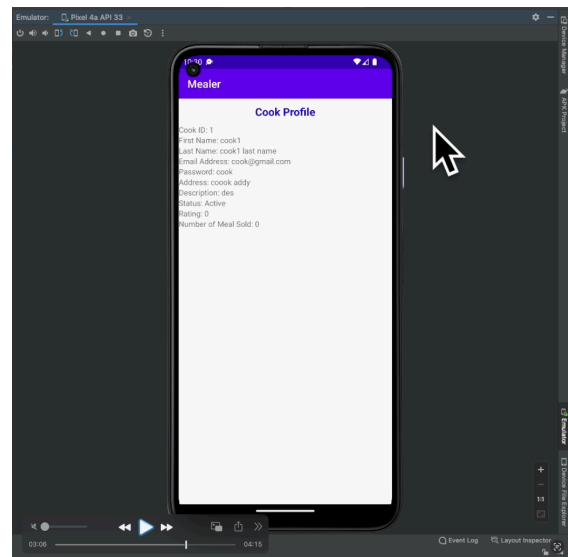 Emulator: Pixel 4a API 33
10:30
Mealer
Cook Profile
Cook ID: 1
First Name: cook1
Last Name: cook1 last name
Email Address: cook@gmail.com
Password: cook
Address: coook addy
Description: des
Status: Active
Rating: 0
Number of Meal Sold: 0
Device Manager
APK Project
Emulator
Device File Explorer
1:1
03:06
04:15
Event Log
Layout Inspector